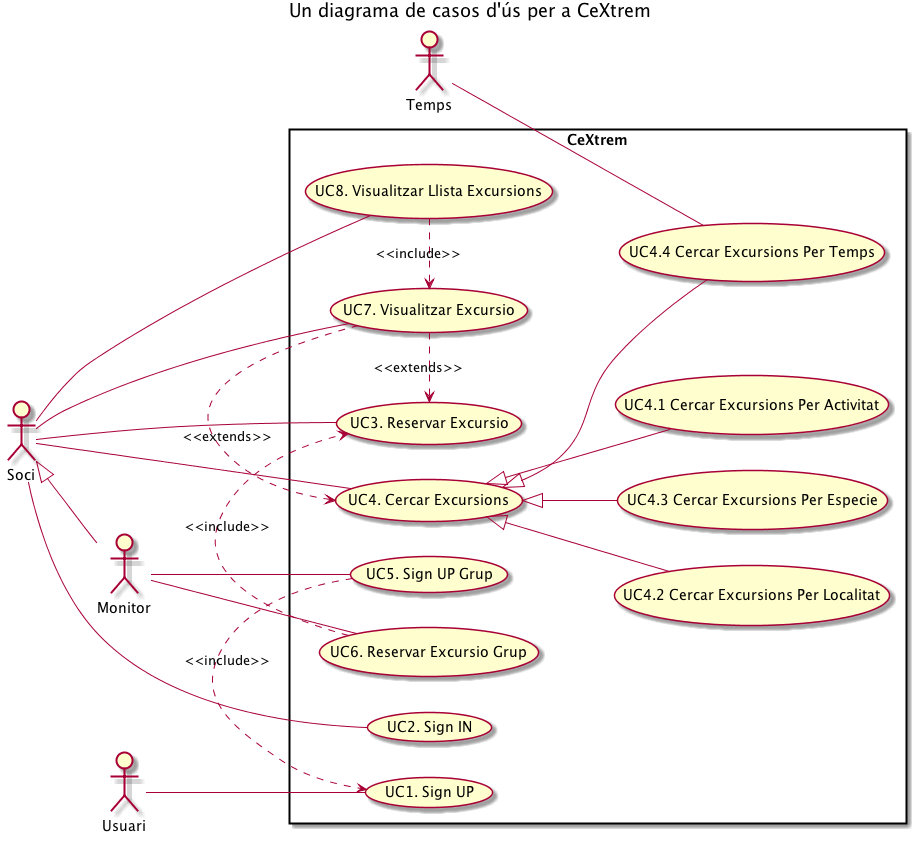 Un diagrama de casos d'ús per a CeXtrem
Temps
CeXtrem
UC8. Visualitzar Llista Excursions
UC4.4 Cercar Excursions Per Temps
<<include>>
UC7. Visualitzar Excursio
<<extends>>
UC4.1 Cercar Excursions Per Activitat
UC3. Reservar Excursio
<<extends>>
Soci
UC4. Cercar Excursions
UC4.3 Cercar Excursions Per Especie
<<include>>
UC5. Sign UP Grup
UC4.2 Cercar Excursions Per Localitat
Monitor
UC6. Reservar Excursio Grup
<<include>>
UC2. Sign IN
UC1. Sign UP
Usuari